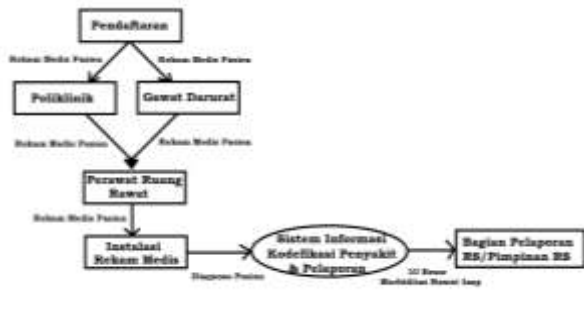 Pendaftaran
Rekam Medis Pasien
Rekam Medis Pasien
Poliklinik
Gawat Darurat
Rekam Medis Pasien
Rekam Medis Pasien
Perawat Ruang
Rawat
Rekam Medis Pasien
Instalasi
Rekam Medis
Sistem Informasi
Kodefikasi Penyakit
& Pelaporan
Bagian Pelaporan
RS/Pimpinan RS
Diagnosa Pasien
10 Besar
Morbiditas Rawat Inap